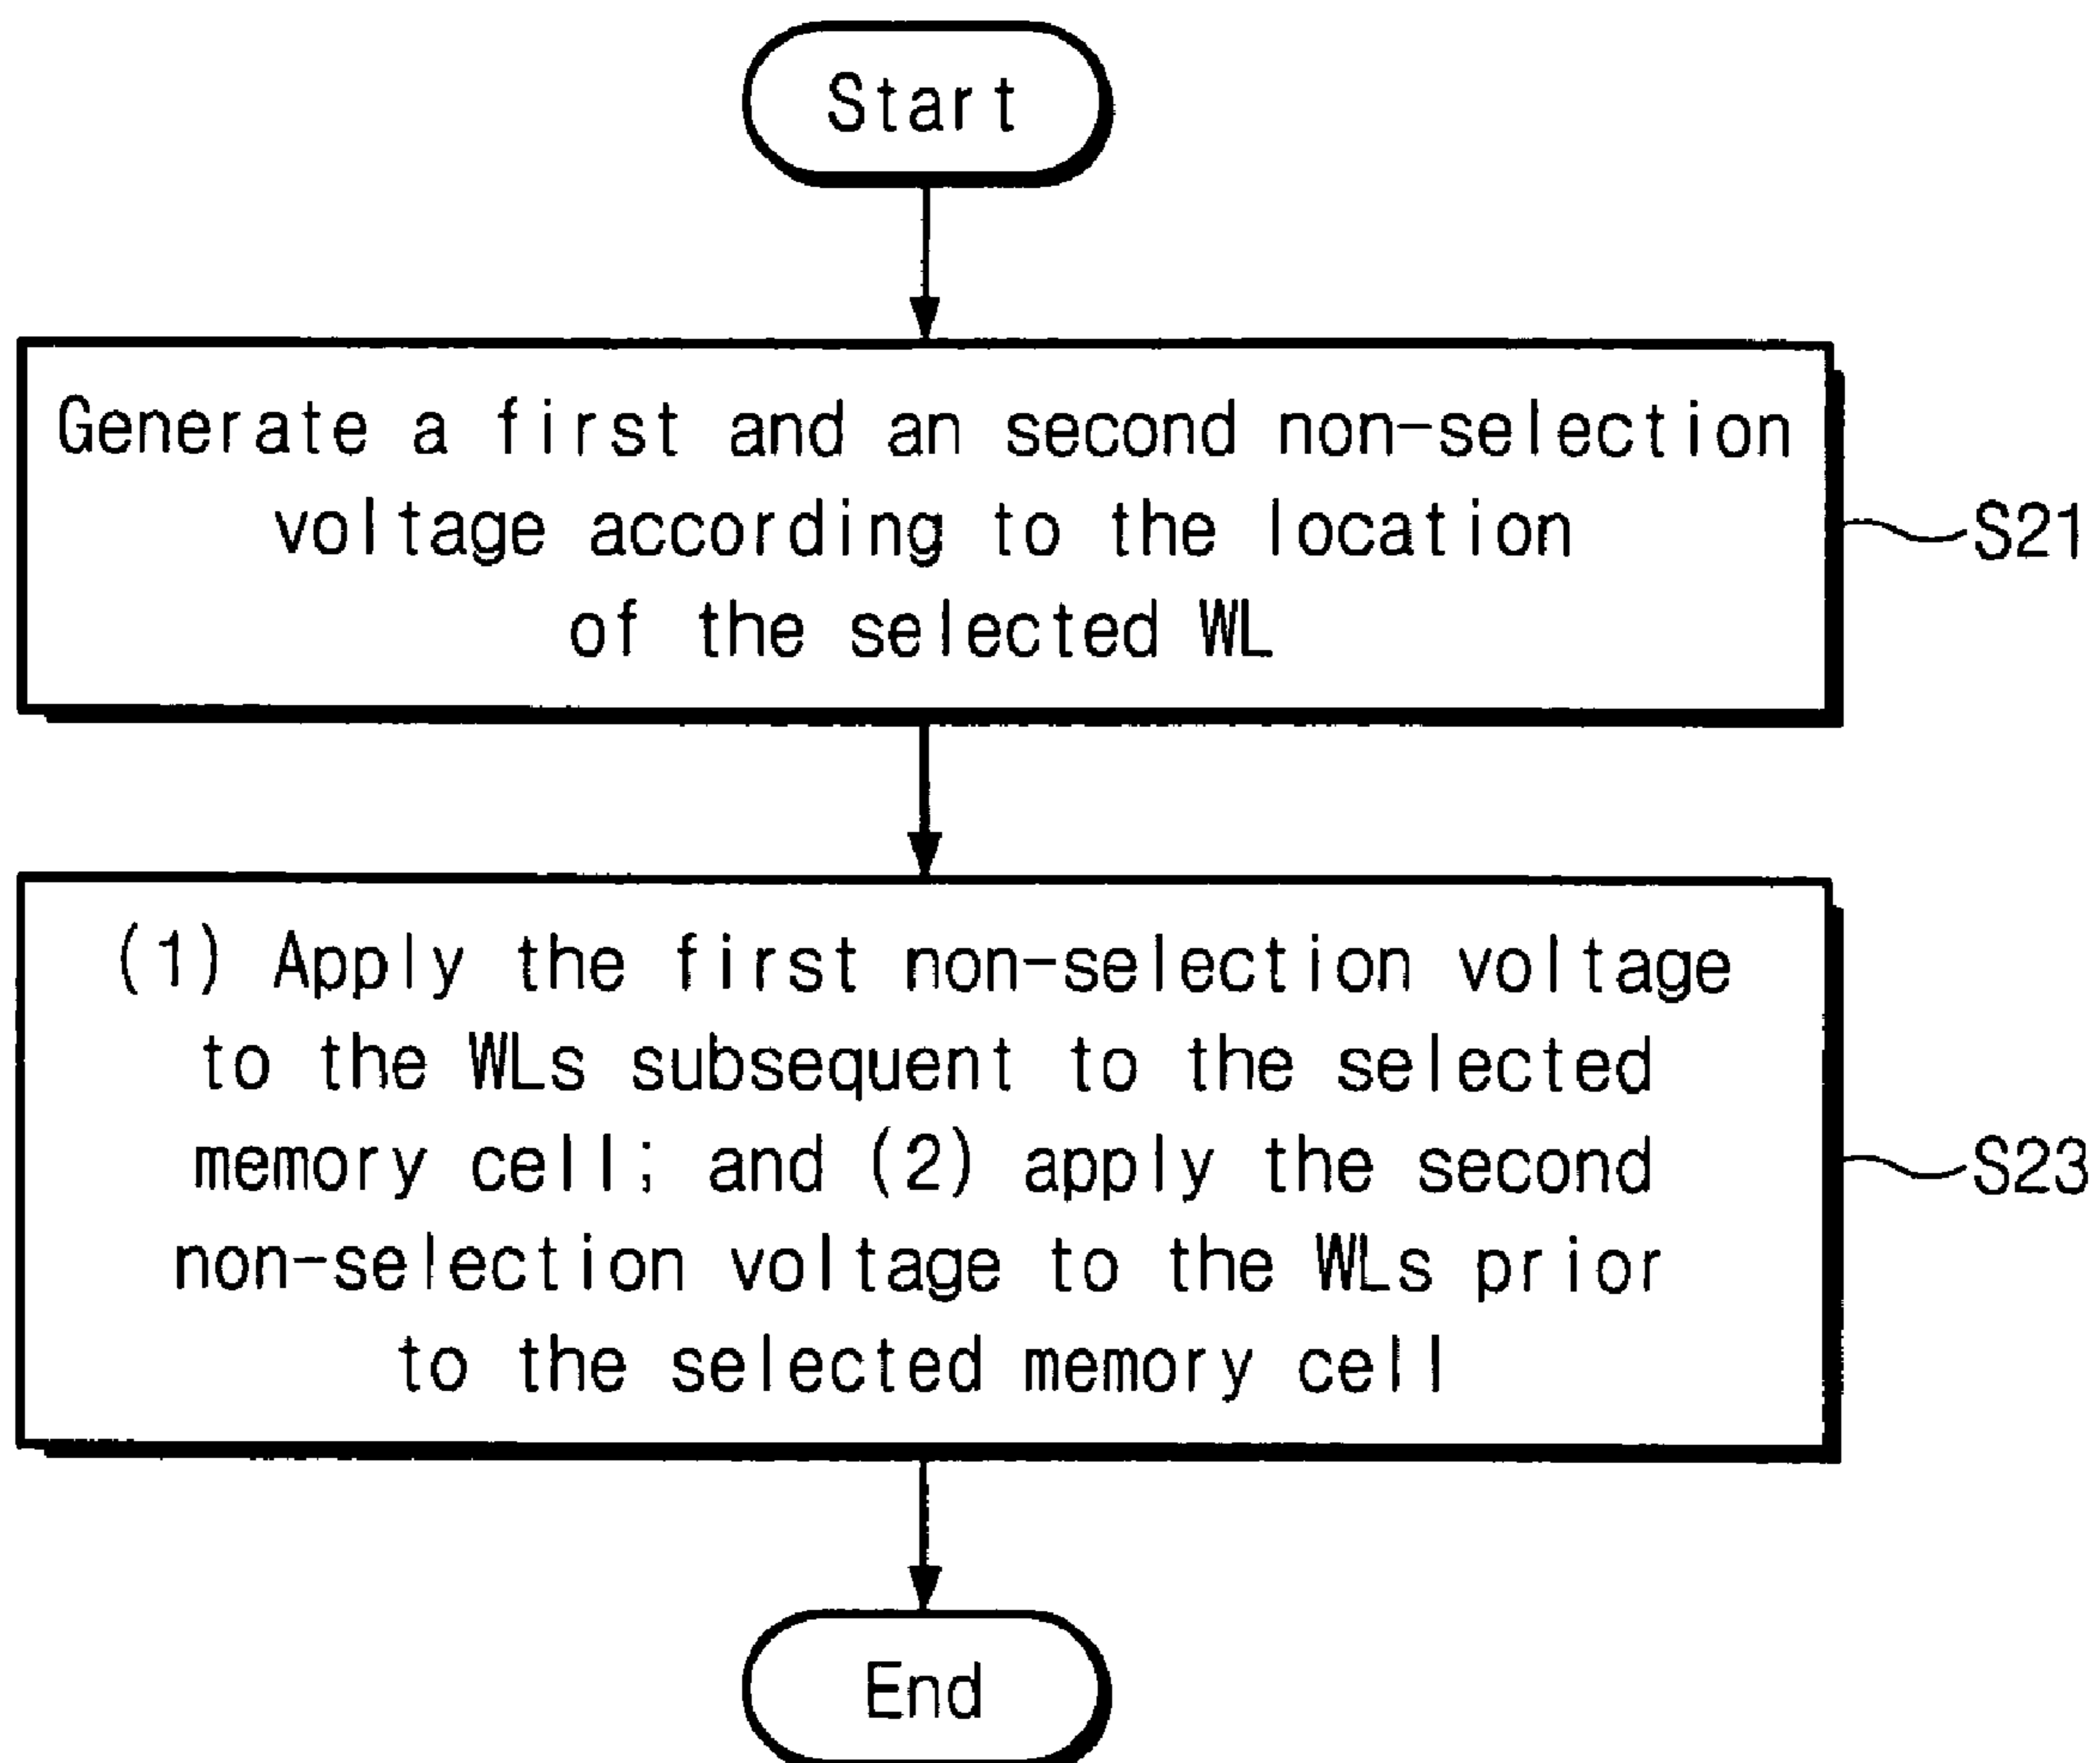 Start
Generate a first and an second non-selection
voltage according to the location
of the selected WL
S21
(1) Apply the first non-selection voltage
to the WLs subsequent to the selected
memory cell; and (2) apply the second
non-selection voltage to the WLs prior
to the selected memory cell
S23
End